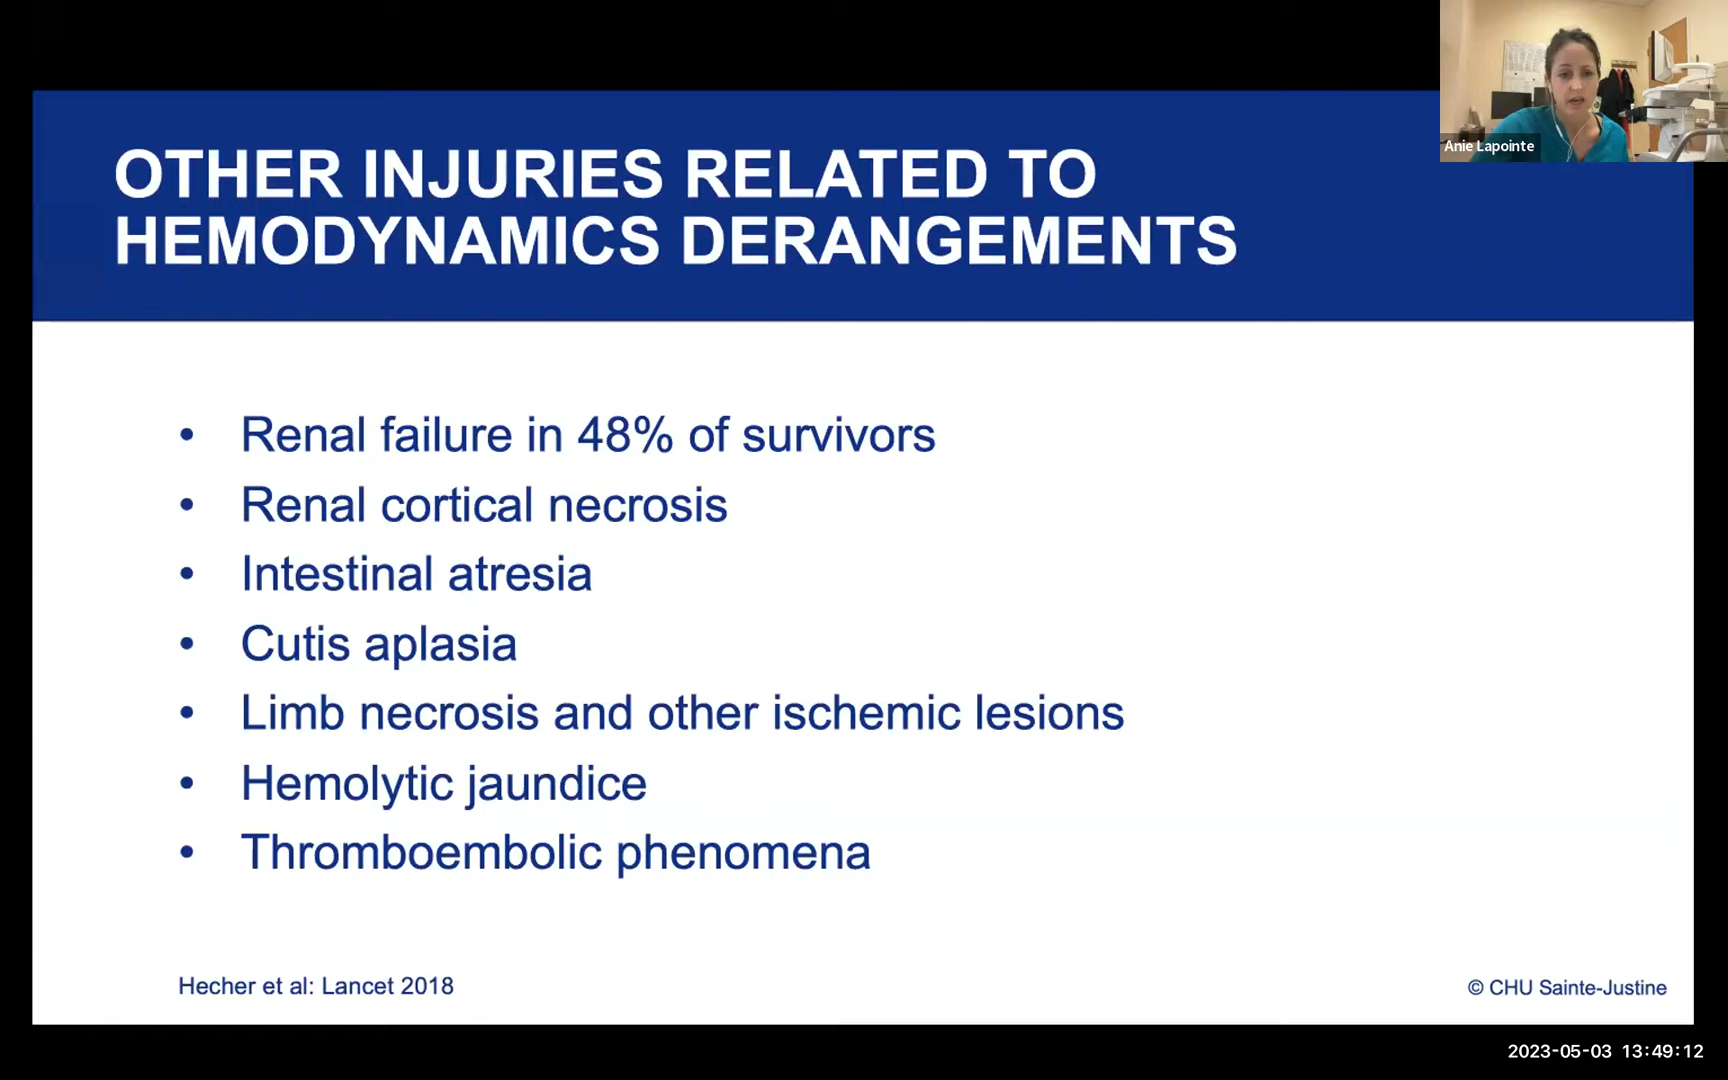 Anie Lapointe
OTHER INJURIES RELATED TO
HEMODYNAMICS DERANGEMENTS
• Renal failure in 48% of survivors
• Renal cortical necrosis
• Intestinal atresia
• Cutis aplasia
• Limb necrosis and other ischemic lesions
• Hemolytic jaundice
• Thromboembolic phenomena
Hecher et al: Lancet 2018
© CHU Sainte-Justine
2023-05-03 13:49:12